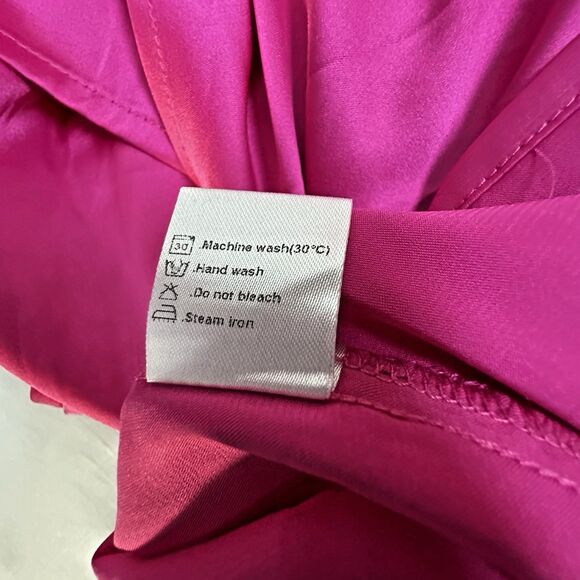 30 .Machine wash(30°C)
.Hand wash
.Do not bleach
.Steam iron